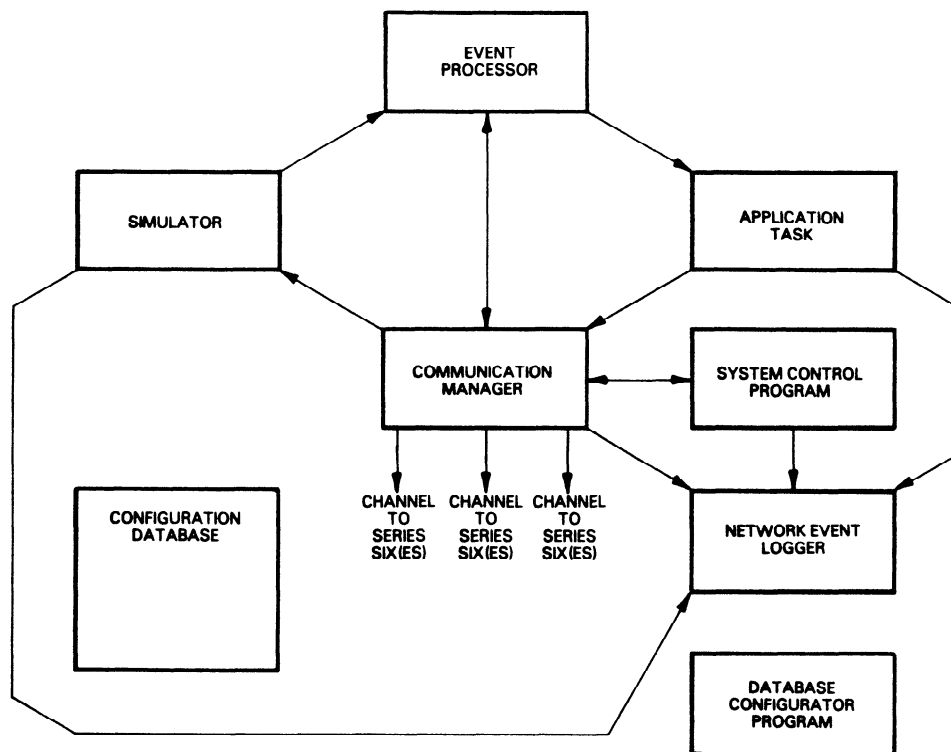 EVENT
PROCESSOR
SIMULATOR
APPLICATION
TASK
COMMUNICATION
MANAGER
SYSTEM CONTROL
PROGRAM
CONFIGURATION
DATABASE
CHANNEL
TO
SERIES
SIX(ES)
CHANNEL
TO
SERIES
SIX(ES)
CHANNEL
TO
SERIES
SIX(ES)
NETWORK EVENT
LOGGER
DATABASE
CONFIGURATOR
PROGRAM